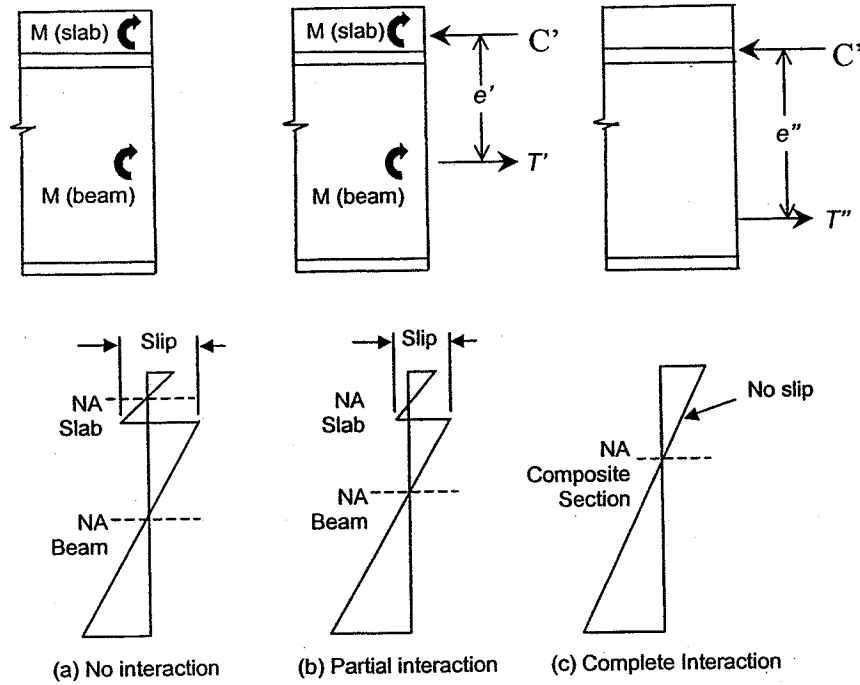 M (slab)
M (beam)
M (slab)
C'
e'
T'
M (beam)
C'
e"
T"
Slip
NA
Slab
NA
Beam
Slip
NA
Slab
NA
Beam
No slip
NA
Composite
Section
(a) No interaction
(b) Partial interaction
(c) Complete Interaction